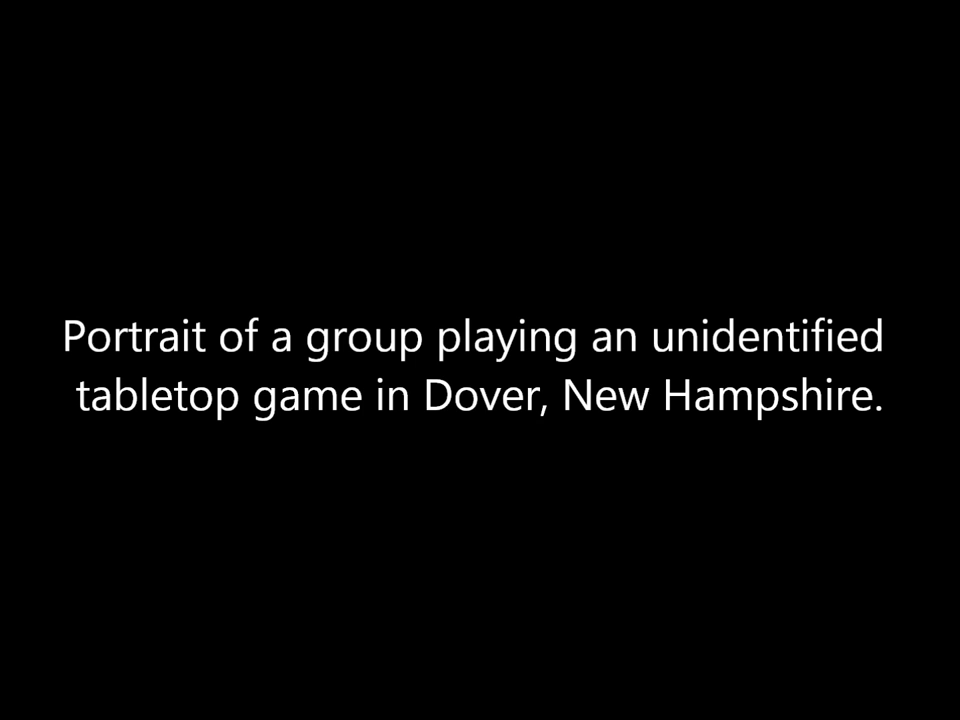 Portrait of a group playing an unidentified
tabletop game in Dover, New Hampshire.